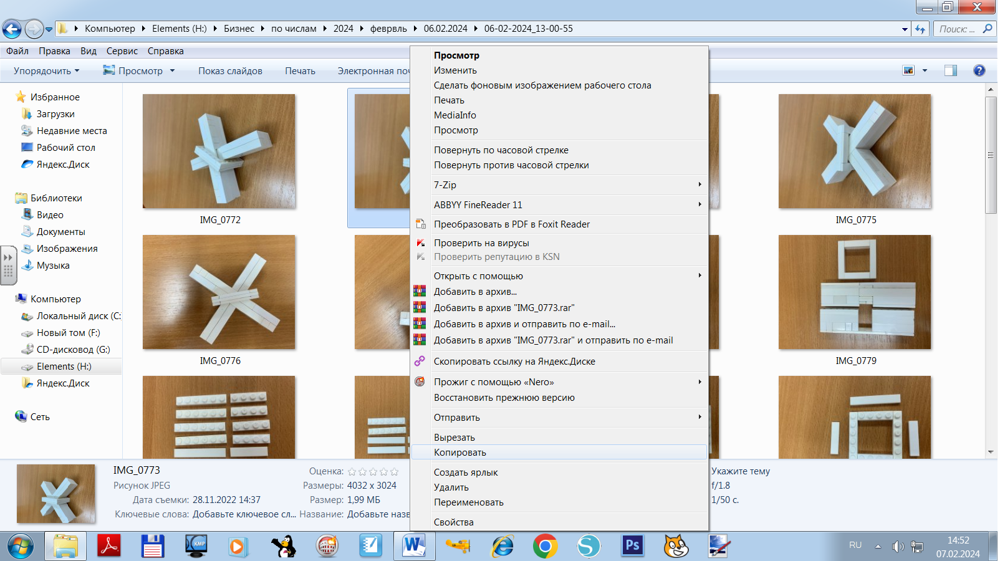 Компьютер Elements (H:) Бизнес по числам 2024 феврвль 06.02.2024 06-02-2024_13-00-55
Поиск: ...
Файл Правка Вид Сервис Справка
Упорядочить Просмотр Показ слайдов Печать Электронная поч
Избранное
Загрузки
Недавние места
Рабочий стол
Яндекс.Диск
Библиотеки
Видео
Документы
Изображения
Музыка
Компьютер
Локальный диск (C:
Новый том (F:)
CD-дисковод (G:)
Elements (H:)
Яндекс.Диск
Сеть
IMG_0772
IMG_0775
IMG_0776
IMG_0779
Просмотр
Изменить
Сделать фоновым изображением рабочего стола
Печать
MediaInfo
Просмотр
Повернуть по часовой стрелке
Повернуть против часовой стрелки
7-Zip
ABBYY FineReader 11
Преобразовать в PDF в Foxit Reader
Проверить на вирусы
Проверить репутацию в KSN
Открыть с помощью
Добавить в архив...
Добавить в архив "IMG_0773.rar"
Добавить в архив и отправить по e-mail...
Добавить в архив "IMG_0773.rar" и отправить по e-mail
Скопировать ссылку на Яндекс.Диске
Прожиг с помощью «Nero»
Восстановить прежнюю версию
Отправить
Вырезать
Копировать
Создать ярлык
Удалить
Переименовать
Свойства
IMG_0773
Рисунок JPEG
Дата съемки: 28.11.2022 14:37
Ключевые слова: Добавьте ключевое сл...
Оценка:
Размеры: 4032 x 3024
Размер: 1,99 МБ
Название: Добавьте назв
Укажите тему
f/1.8
1/50 с.
KMP
W
S
Ps
RU
14:52
07.02.2024